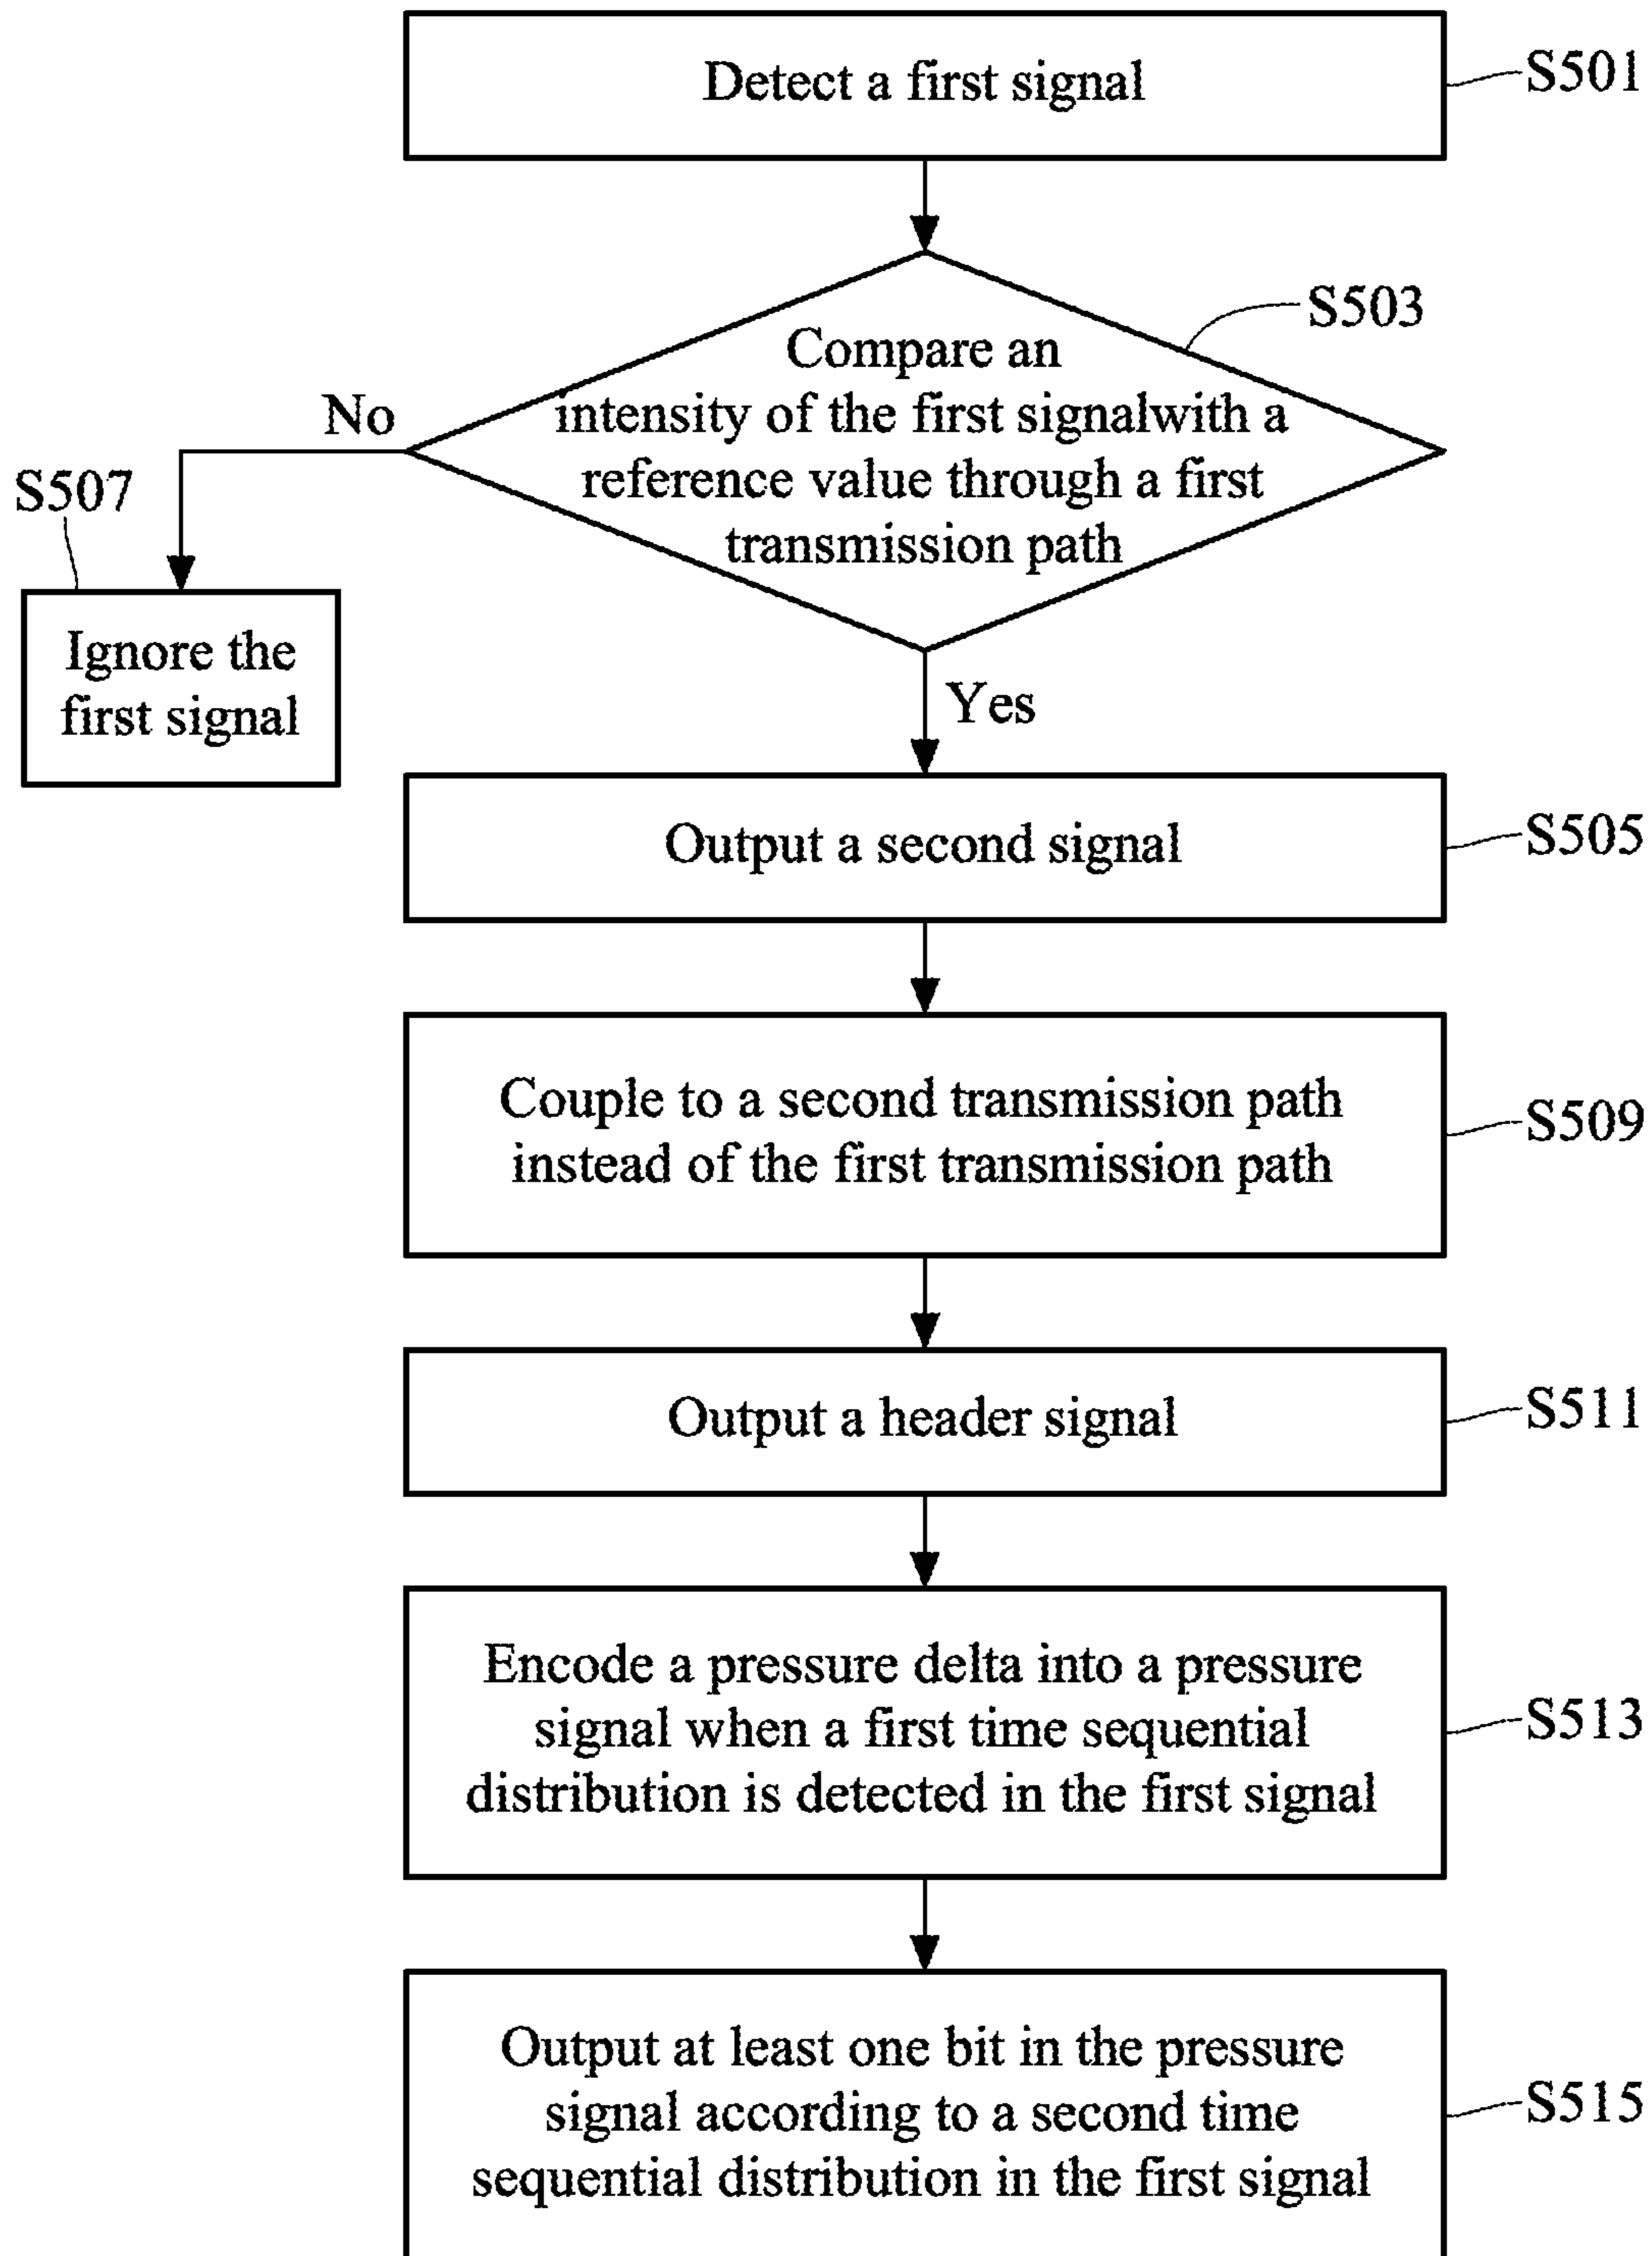 Detect a first signal
S501
S503
Compare an
intensity of the first signalwith a
reference value through a first
transmission path
No
S507
Ignore the
first signal
Yes
Output a second signal
S505
Couple to a second transmission path
instead of the first transmission path
S509
Output a header signal
S511
Encode a pressure delta into a pressure
signal when a first time sequential
distribution is detected in the first signal
S513
Output at least one bit in the pressure
signal according to a second time
sequential distribution in the first signal
S515